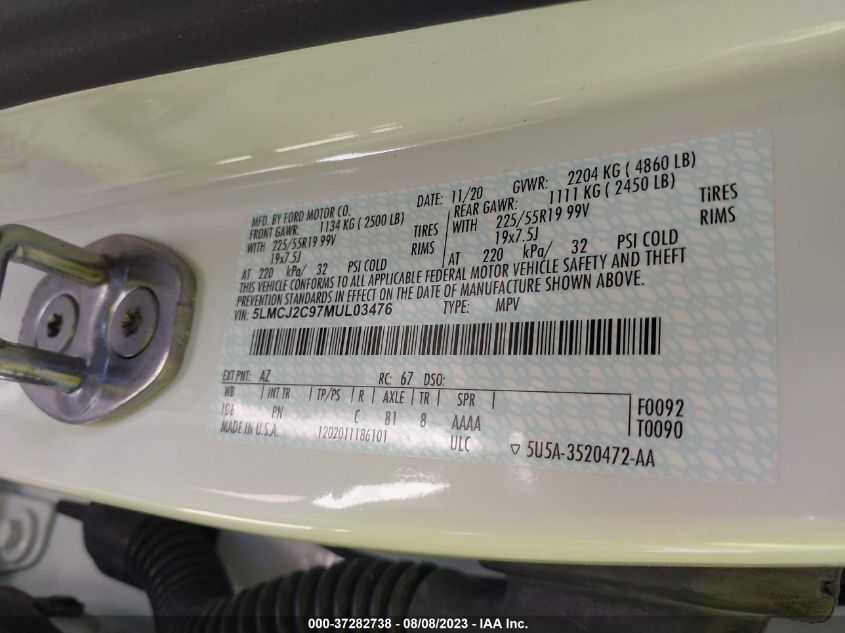 MFD. BY FORD MOTOR CO.
DATE: 11/20 GVWR: 2204 KG ( 4860 LB)
FRONT GAWR: 1134 KG ( 2500 LB) REAR GAWR: 1111 KG ( 2450 LB)
WITH 225/55R19 99V TIRES WITH 225/55R19 99V TIRES
19x7.5J RIMS 19x7.5J RIMS
AT 220 kPa/ 32 PSI COLD AT 220 kPa/ 32 PSI COLD
THIS VEHICLE CONFORMS TO ALL APPLICABLE FEDERAL MOTOR VEHICLE SAFETY AND THEFT
PREVENTION STANDARDS IN EFFECT ON THE DATE OF MANUFACTURE SHOWN ABOVE.
VIN: 5LMCJ2C97MUL03476 TYPE: MPV
EXT PNT: AZ RC: 67 DSO:
WB INT TR TP/PS R AXLE TR SPR
106 PN C 81 8 AAAA
F0092
T0090
MADE IN U.S.A. 1202011186101 ULC ▽ 5U5A-3520472-AA
000-37282738 - 08/08/2023 - IAA Inc.